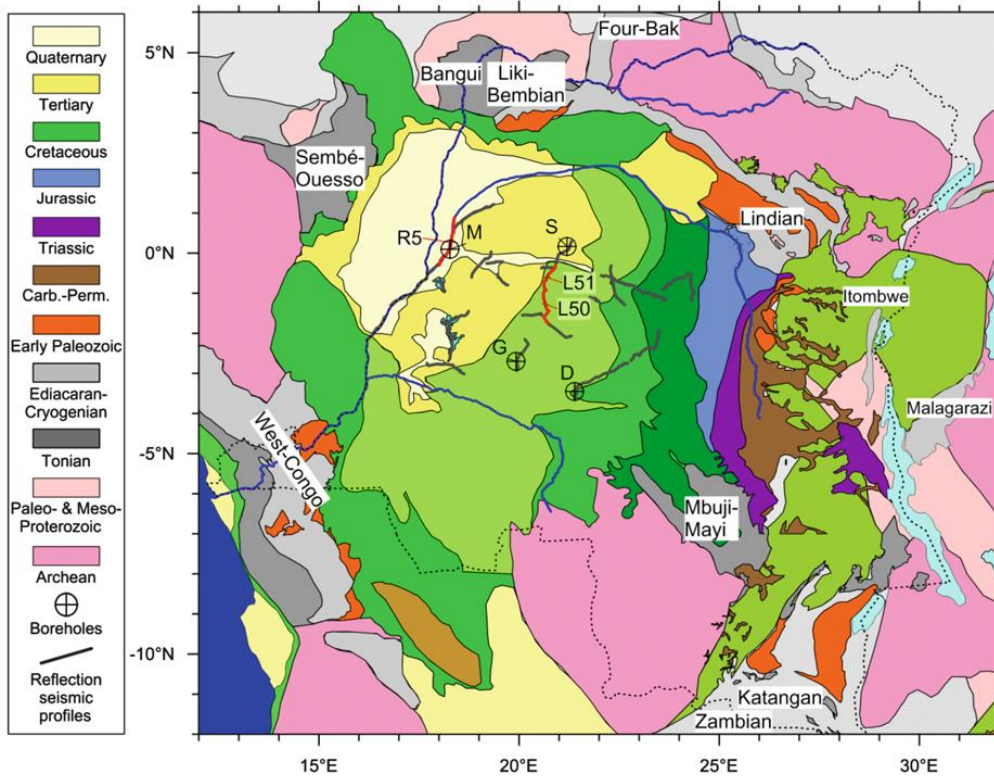 Quaternary
Tertiary
Cretaceous
Jurassic
Triassic
Carb.-Perm.
Early Paleozoic
Ediacaran-
Cryogenian
Tonian
Paleo- & Meso-
Proterozoic
Archean
Boreholes
Reflection
seismic
profiles
5°N
0°N
-5°N
-10°N
15°E
20°E
25°E
30°E
Four-Bak
Bangui
Liki-
Bembian
Sembé-
Ouesso
Lindian
R5
M
S
L51
L50
Itombwe
G
D
Malagarazi
West-Congo
Mbuji-
Mayi
Katangan
Zambian